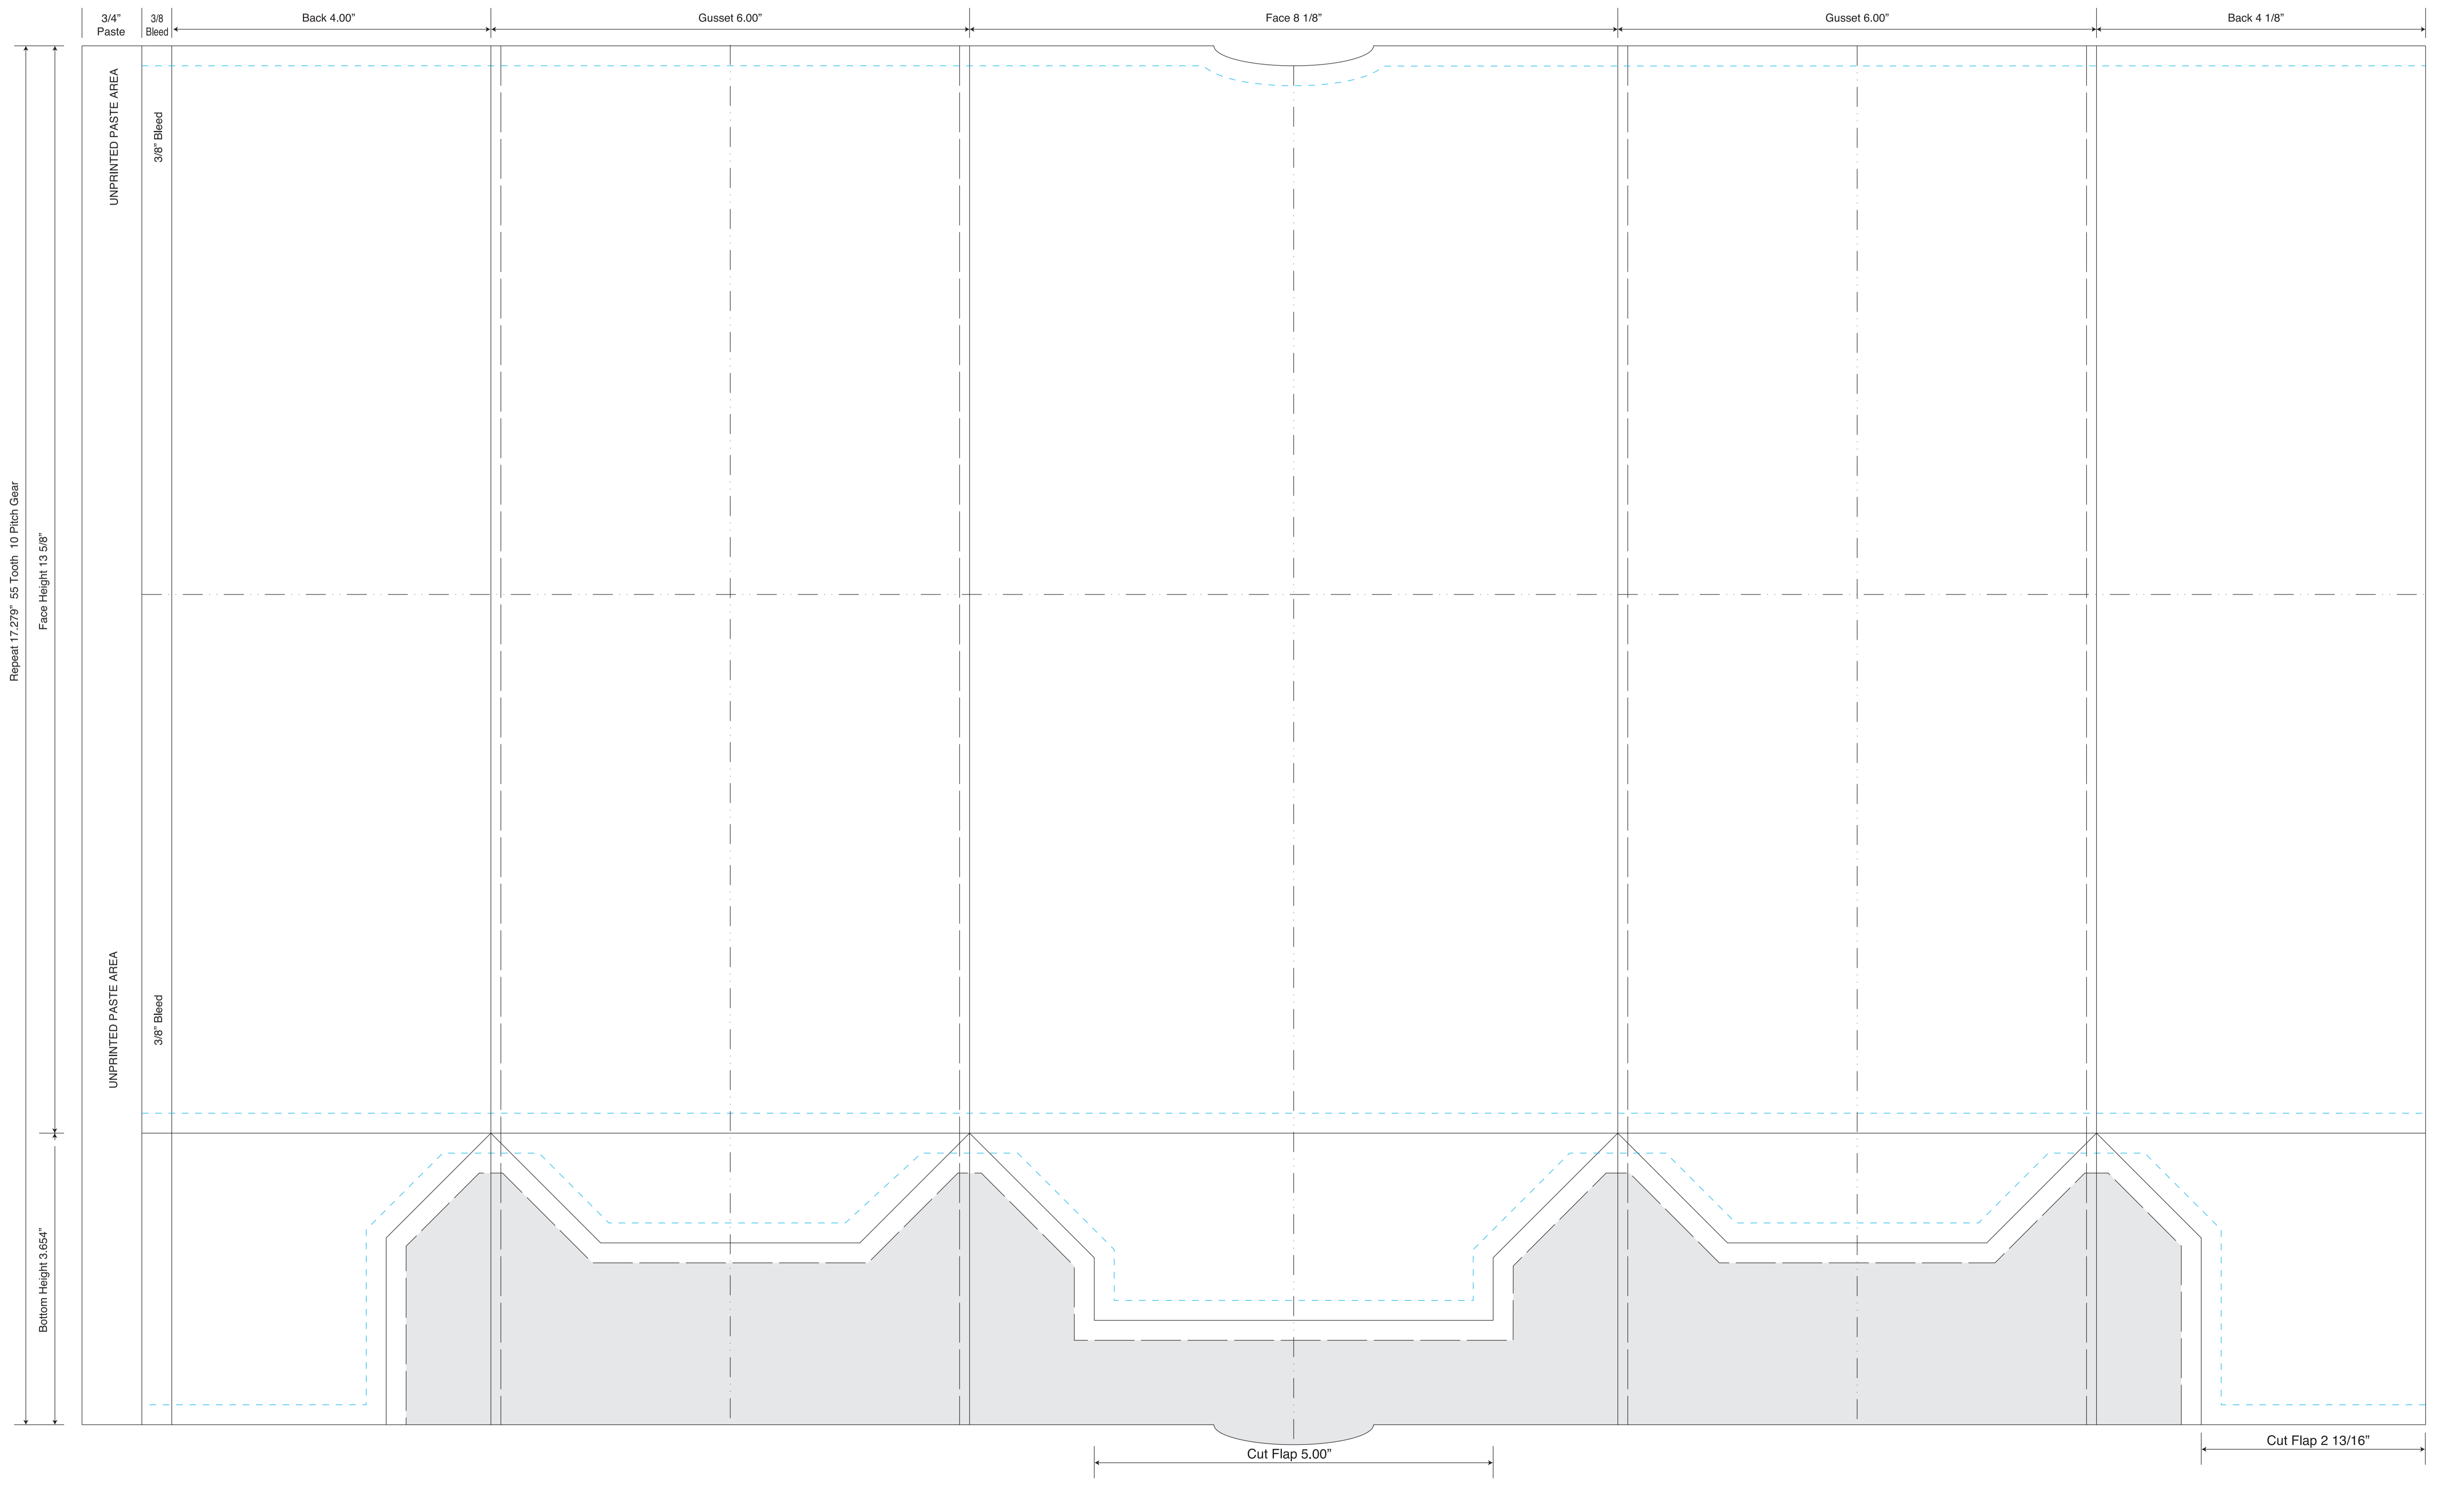 3/4”
Paste
3/8
Bleed
Back 4.00”
Gusset 6.00”
Face 8 1/8”
Gusset 6.00”
Back 4 1/8”
UNPRINTED PASTE AREA
3/8” Bleed
Repeat 17.279”  55 Tooth  10 Pitch Gear
Face Height 13 5/8”
UNPRINTED PASTE AREA
3/8” Bleed
Bottom Height 3.654”
Cut Flap 5.00”
Cut Flap 2 13/16”